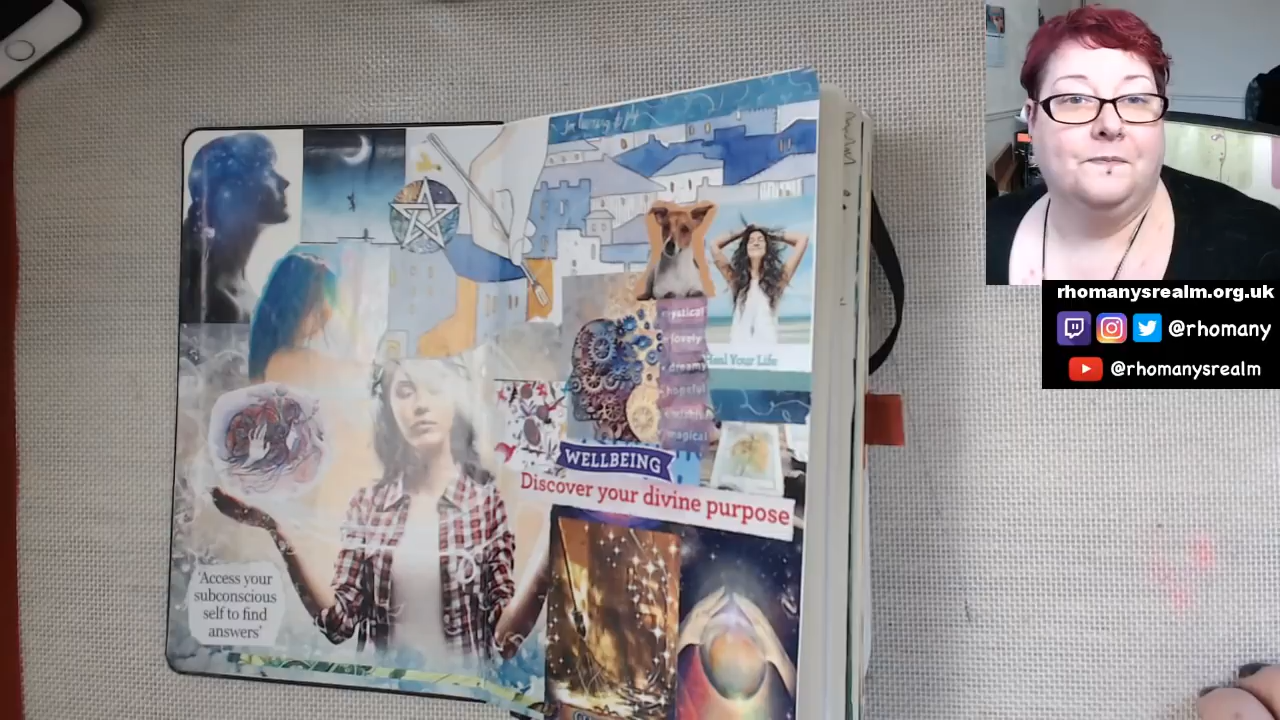 rhomanysrealm.org.uk
@rhomany
@rhomanysrealm
mystical
lovely
dreamy
hopeful
magical
Heal Your Life
WELLBEING
Discover your divine purpose
'Access your
subconscious
self to find
answers'